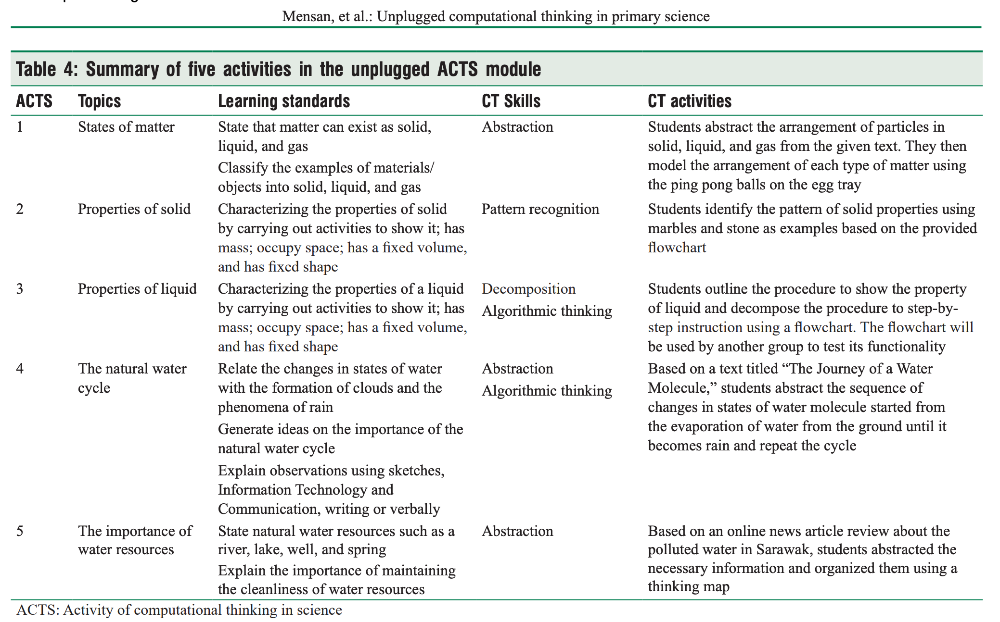 Mensan, et al.: Unplugged computational thinking in primary science
Table 4: Summary of five activities in the unplugged ACTS module
ACTS Topics Learning standards CT Skills CT activities
1 States of matter State that matter can exist as solid, Abstraction Students abstract the arrangement of particles in
liquid, and gas solid, liquid, and gas from the given text. They then
Classify the examples of materials/ model the arrangement of each type of matter using
objects into solid, liquid, and gas the ping pong balls on the egg tray
2 Properties of solid Characterizing the properties of solid Pattern recognition Students identify the pattern of solid properties using
by carrying out activities to show it; has marbles and stone as examples based on the provided
mass; occupy space; has a fixed volume, flowchart
and has fixed shape
3 Properties of liquid Characterizing the properties of a liquid Decomposition Students outline the procedure to show the property
by carrying out activities to show it; has Algorithmic thinking of liquid and decompose the procedure to step-by-
mass; occupy space; has a fixed volume, step instruction using a flowchart. The flowchart will
and has fixed shape be used by another group to test its functionality
4 The natural water Relate the changes in states of water Abstraction Based on a text titled “The Journey of a Water
cycle with the formation of clouds and the Algorithmic thinking Molecule,” students abstract the sequence of
phenomena of rain changes in states of water molecule started from
Generate ideas on the importance of the the evaporation of water from the ground until it
natural water cycle becomes rain and repeat the cycle
Explain observations using sketches,
Information Technology and
Communication, writing or verbally
5 The importance of State natural water resources such as a Abstraction Based on an online news article review about the
water resources river, lake, well, and spring polluted water in Sarawak, students abstracted the
Explain the importance of maintaining necessary information and organized them using a
the cleanliness of water resources thinking map
ACTS: Activity of computational thinking in science